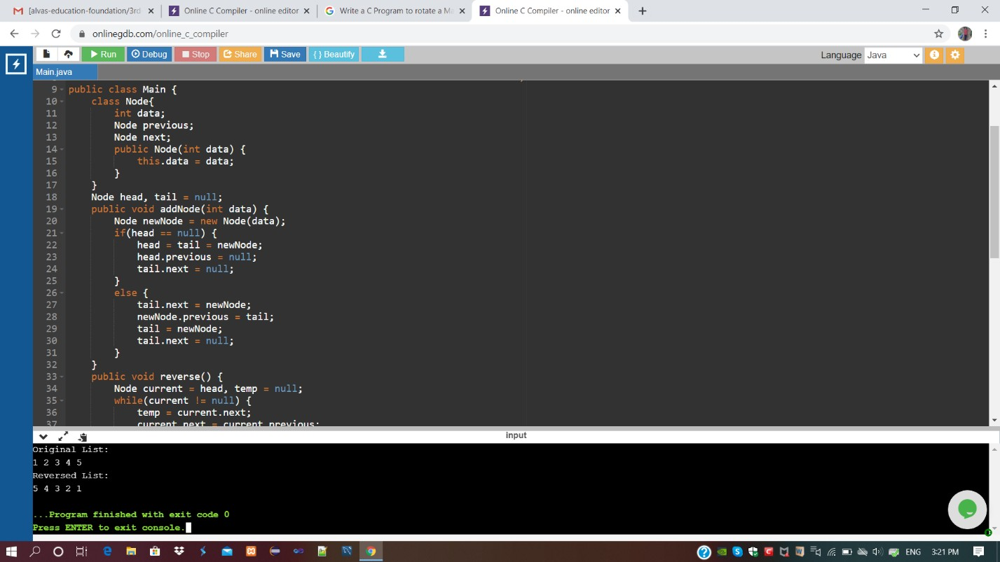 [alvas-education-foundation/3rd
Online C Compiler - online editor
Write a C Program to rotate a Ma
Online C Compiler - online editor
onlinegdb.com/online_c_compiler
Run Debug Stop Share Save { } Beautify
Language Java
Main.java
9 public class Main {
10 class Node{
11 int data;
12 Node previous;
13 Node next;
14 public Node(int data) {
15 this.data = data;
16 }
17 }
18 Node head, tail = null;
19 public void addNode(int data) {
20 Node newNode = new Node(data);
21 if(head == null) {
22 head = tail = newNode;
23 head.previous = null;
24 tail.next = null;
25 }
26 else {
27 tail.next = newNode;
28 newNode.previous = tail;
29 tail = newNode;
30 tail.next = null;
31 }
32 }
33 public void reverse() {
34 Node current = head, temp = null;
35 while(current != null) {
36 temp = current.next;
37 current.next = current.previous;
input
Original List:
1 2 3 4 5
Reversed List:
5 4 3 2 1
...Program finished with exit code 0
Press ENTER to exit console.
ENG 3:21 PM